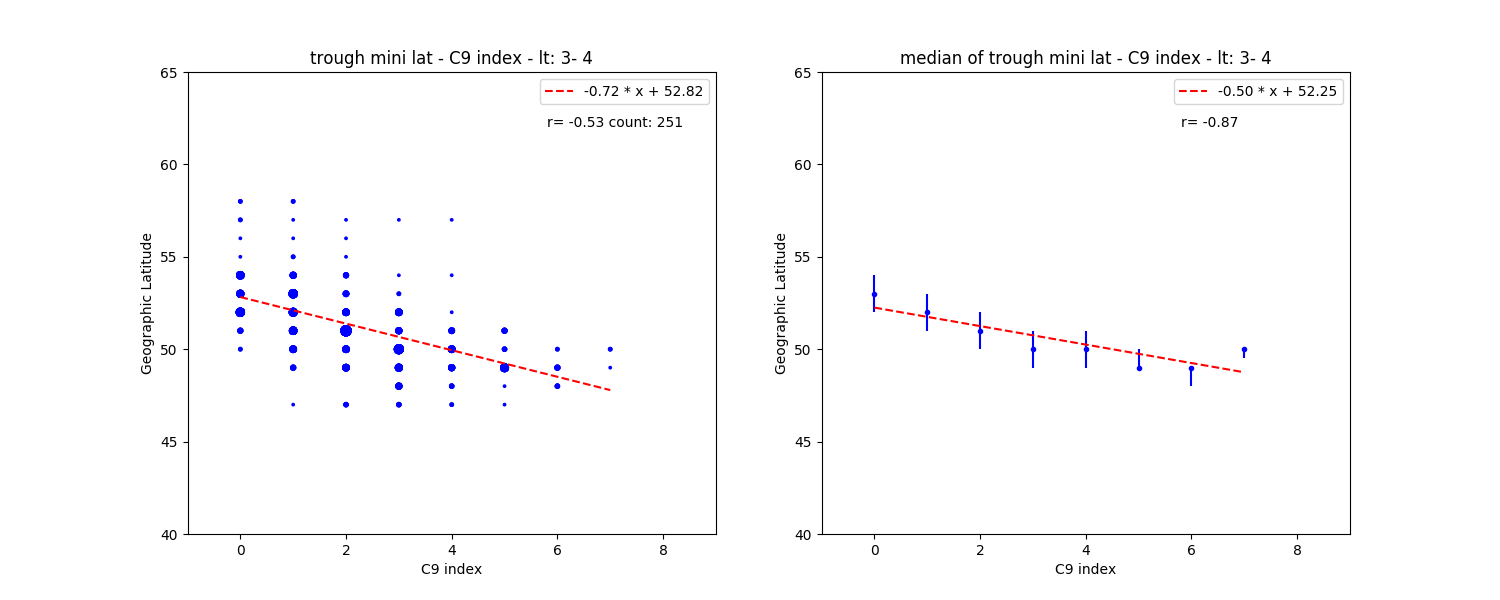 trough mini lat - C9 index - lt: 3- 4
65
60
55
50
45
40
Geographic Latitude
-0.72 * x + 52.82
r= -0.53 count: 251
0 2 4 6 8
C9 index
median of trough mini lat - C9 index - lt: 3- 4
65
60
55
50
45
40
Geographic Latitude
-0.50 * x + 52.25
r= -0.87
0 2 4 6 8
C9 index